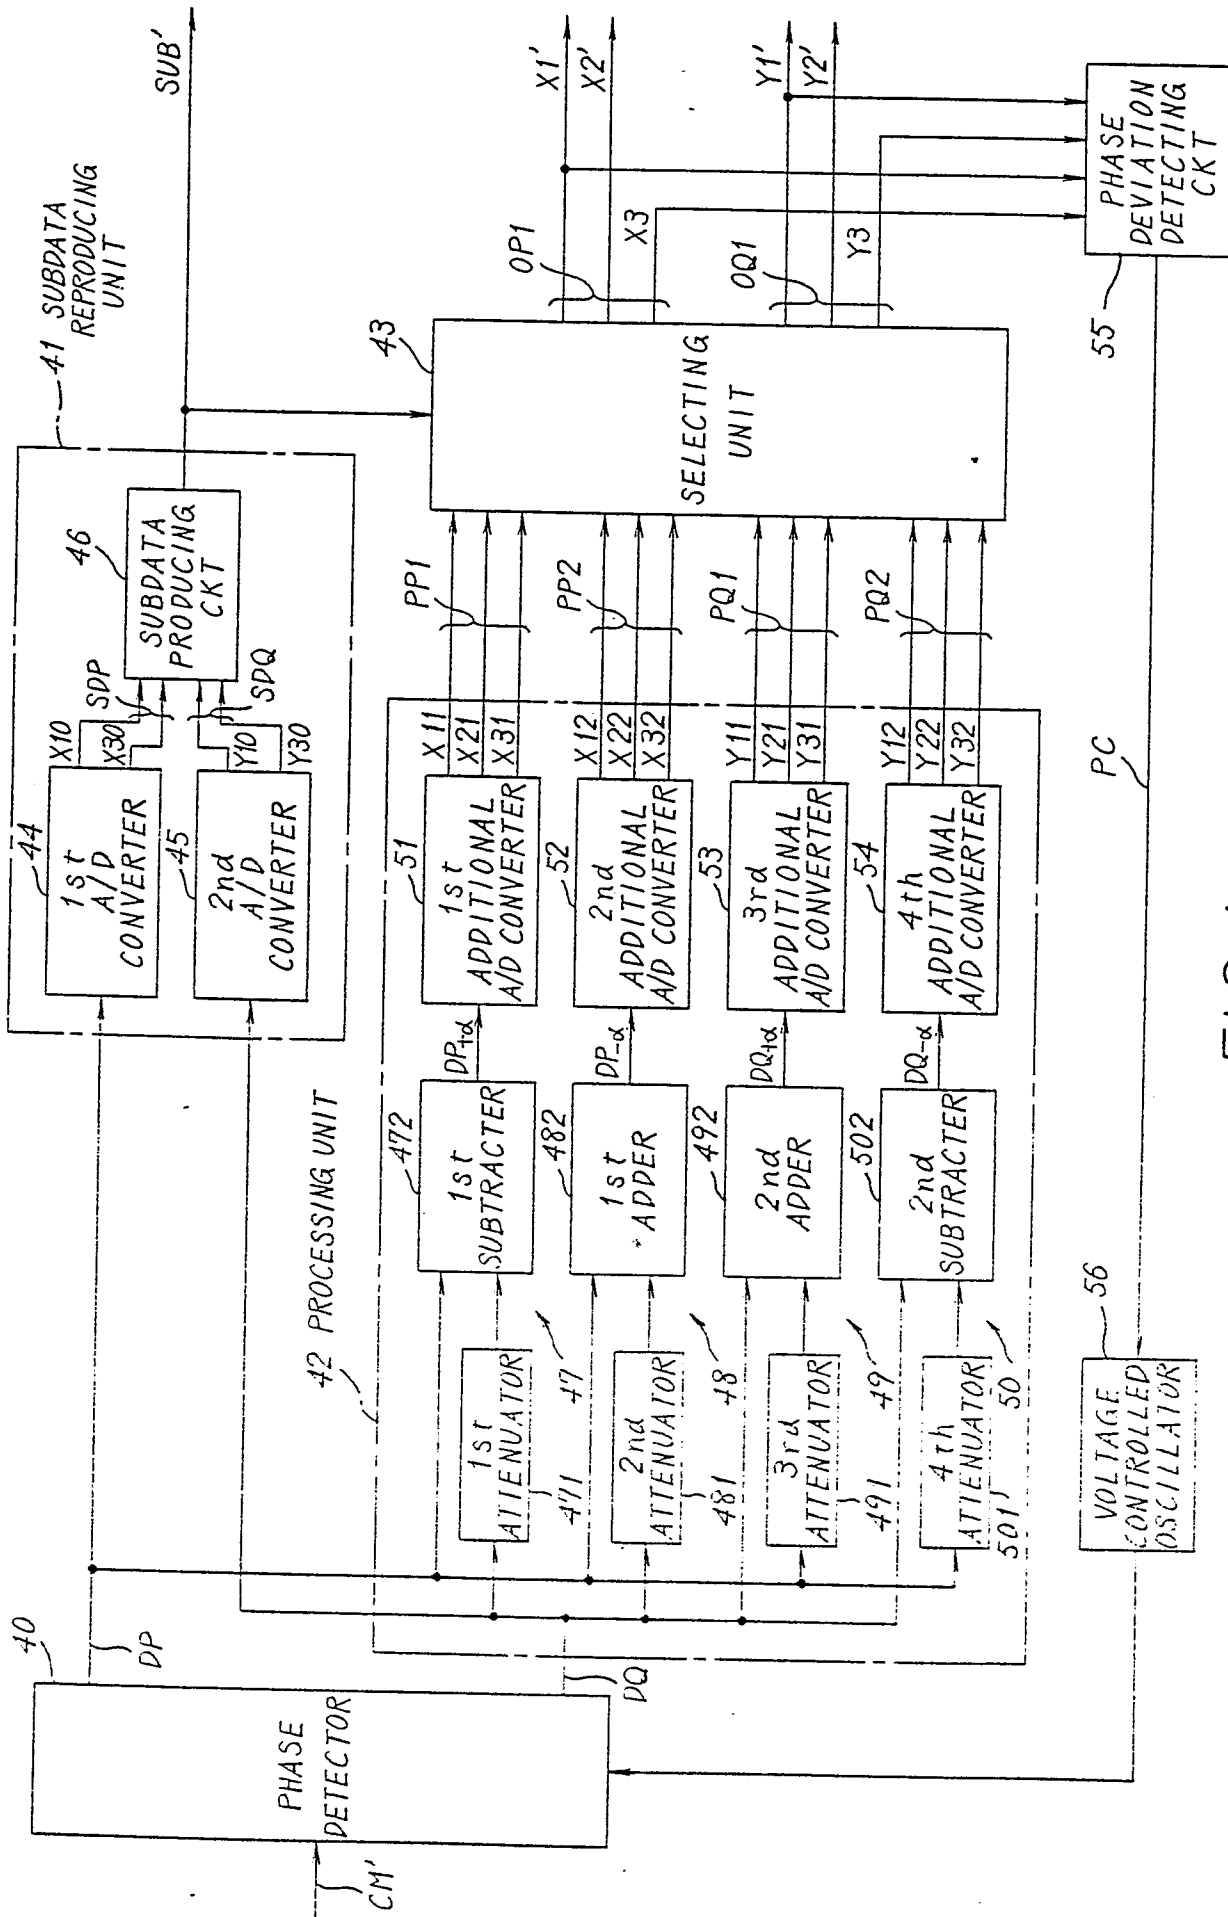 CM'
40
PHASE
DETECTOR
DP
DQ
41 SUBDATA
REPRODUCING
UNIT
44
1st
A/D
CONVERTER
45
2nd
A/D
CONVERTER
X10
X30
SDP
Y10
SDQ
Y30
46
SUBDATA
PRODUCING
CKT
SUB'
42 PROCESSING UNIT
1st
ATTENUATOR
471
47
472
1st
SUBTRACTER
DP+α
51
1st
ADDITIONAL
A/D CONVERTER
X11
X21
X31
PP1
2nd
ATTENUATOR
481
48
482
1st
ADDER
DP-α
52
2nd
ADDITIONAL
A/D CONVERTER
X12
X22
X32
PP2
3rd
ATTENUATOR
491
49
492
2nd
ADDER
DQ+α
53
3rd
ADDITIONAL
A/D CONVERTER
Y11
Y21
Y31
PQ1
4th
ATTENUATOR
501
50
502
2nd
SUBTRACTER
DQ-α
54
4th
ADDITIONAL
A/D CONVERTER
Y12
Y22
Y32
PQ2
43
SELECTING
UNIT
OP1
X1'
X2'
X3
OQ1
Y1'
Y2'
Y3
55
PHASE
DEVIATION
DETECTING
CKT
PC
56
VOLTAGE
CONTROLLED
OSCILLATOR